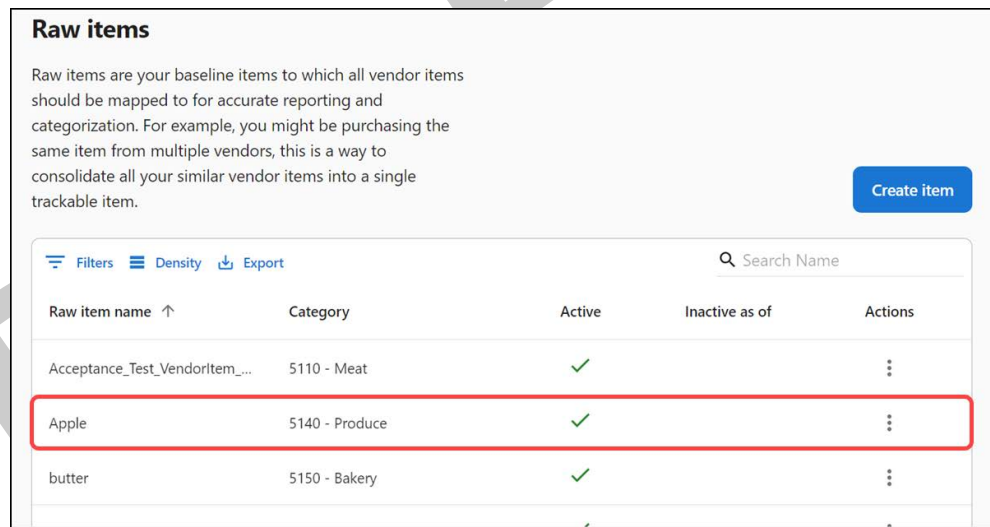 Raw items
Raw items are your baseline items to which all vendor items
should be mapped to for accurate reporting and
categorization. For example, you might be purchasing the
same item from multiple vendors, this is a way to
consolidate all your similar vendor items into a single
trackable item.
Create item
Filters Density Export Search Name
Raw item name Category Active Inactive as of Actions
Acceptance_Test_VendorItem_... 5110 - Meat
Apple 5140 - Produce
butter 5150 - Bakery